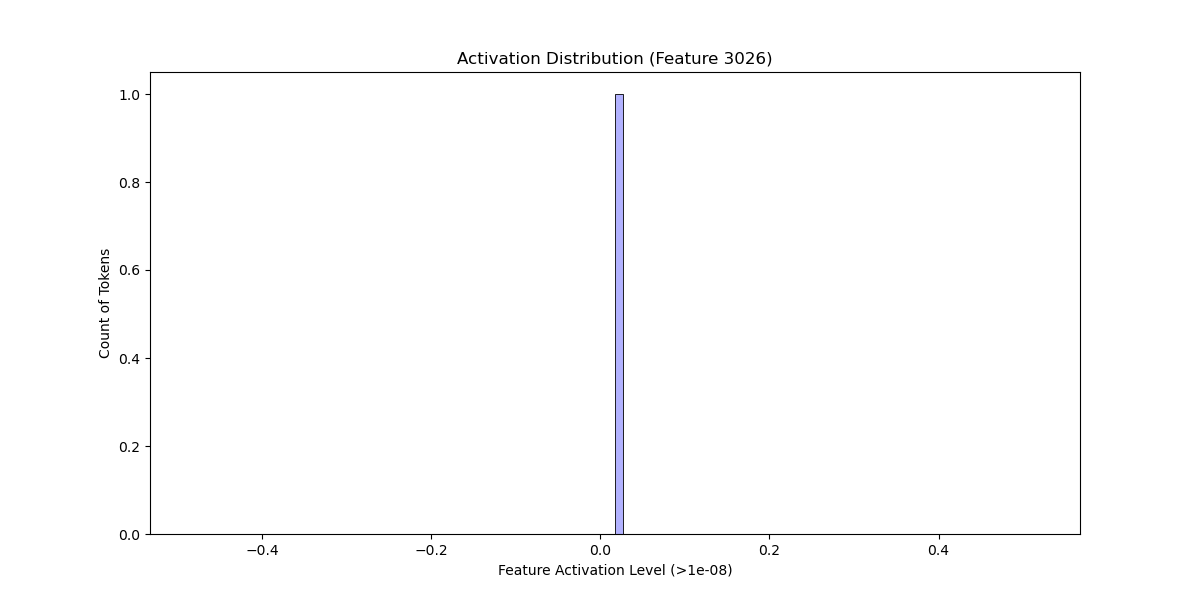 Activation Distribution (Feature 3026)
Count of Tokens
1.0
0.8
0.6
0.4
0.2
0.0
−0.4 −0.2 0.0 0.2 0.4
Feature Activation Level (>1e-08)